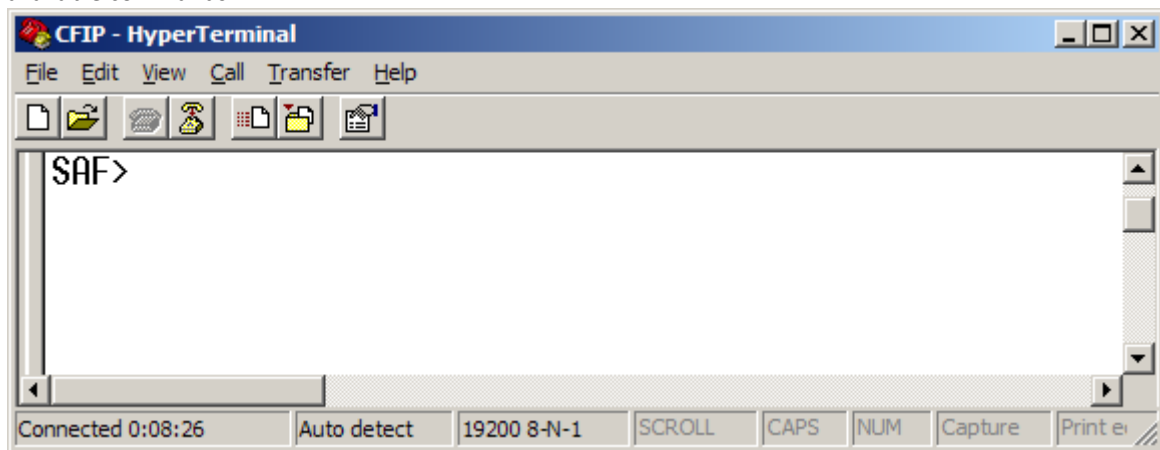 CFIP - HyperTerminal
File Edit View Call Transfer Help
SAF>
Connected 0:08:26 Auto detect 19200 8-N-1 SCROLL CAPS NUM Capture Print